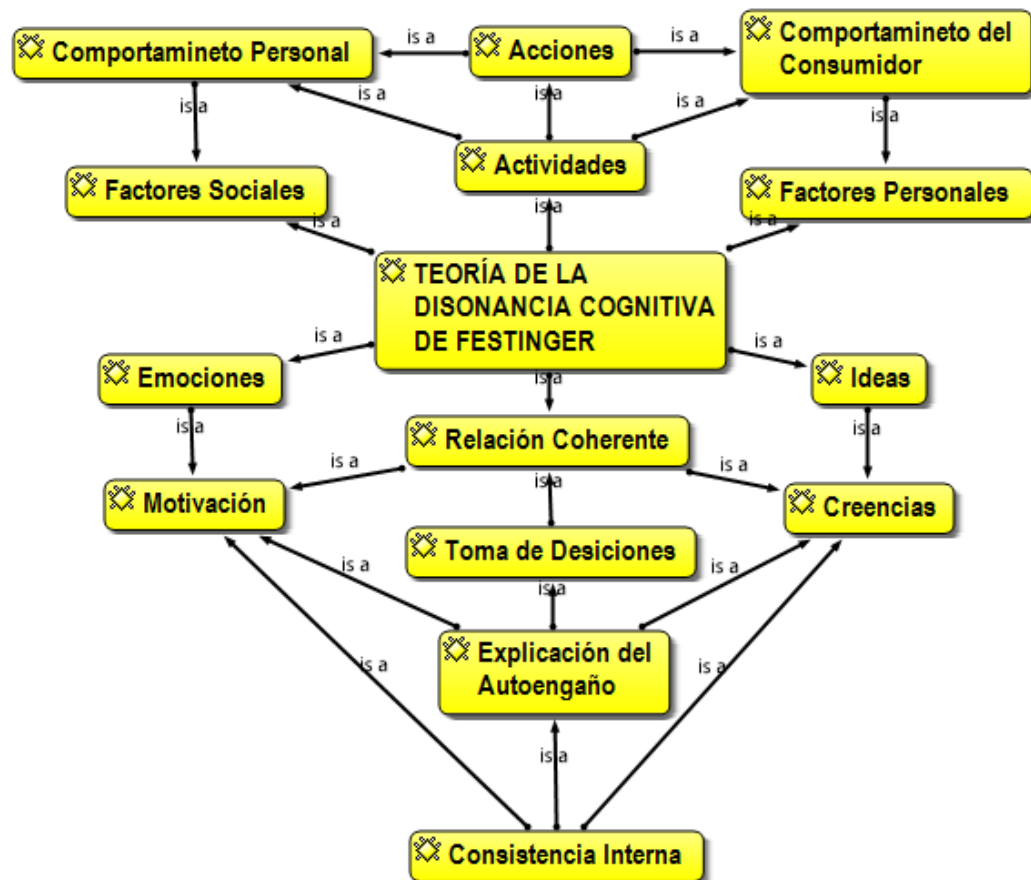 is a
is a
Comportamineto Personal
Acciones
Comportamineto del
Consumidor
is a
is a
is a
is a
is a
Actividades
Factores Sociales
Factores Personales
is a
is a
is a
TEORÍA DE LA
DISONANCIA COGNITIVA
DE FESTINGER
is a
is a
Emociones
Ideas
is a
is a
is a
Relación Coherente
is a
is a
is a
Motivación
Creencias
Toma de Desiciones
is a
is a
is a
Explicación del
Autoengaño
is a
is a
is a
Consistencia Interna